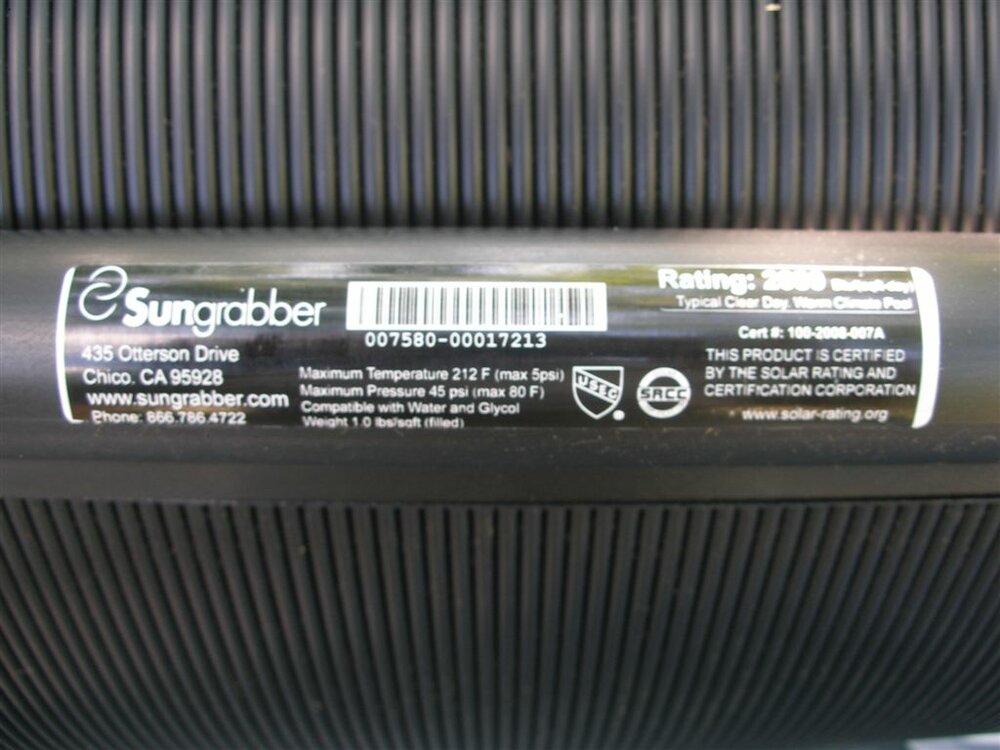 Sungrabber
435 Otterson Drive
Chico, CA 95928
www.sungrabber.com
Phone: 866.786.4722
007580-00017213
Maximum Temperature 212 F (max 5psi)
Maximum Pressure 45 psi (max 80 F)
Compatible with Water and Glycol
Weight 1.0 lbs/sqft (filled)
USEC
SRCC
Rating:
Typical Clear Day, Warm Climate Pool
Cert #: 100-2008-007A
THIS PRODUCT IS CERTIFIED
BY THE SOLAR RATING AND
CERTIFICATION CORPORATION
www.solar-rating.org